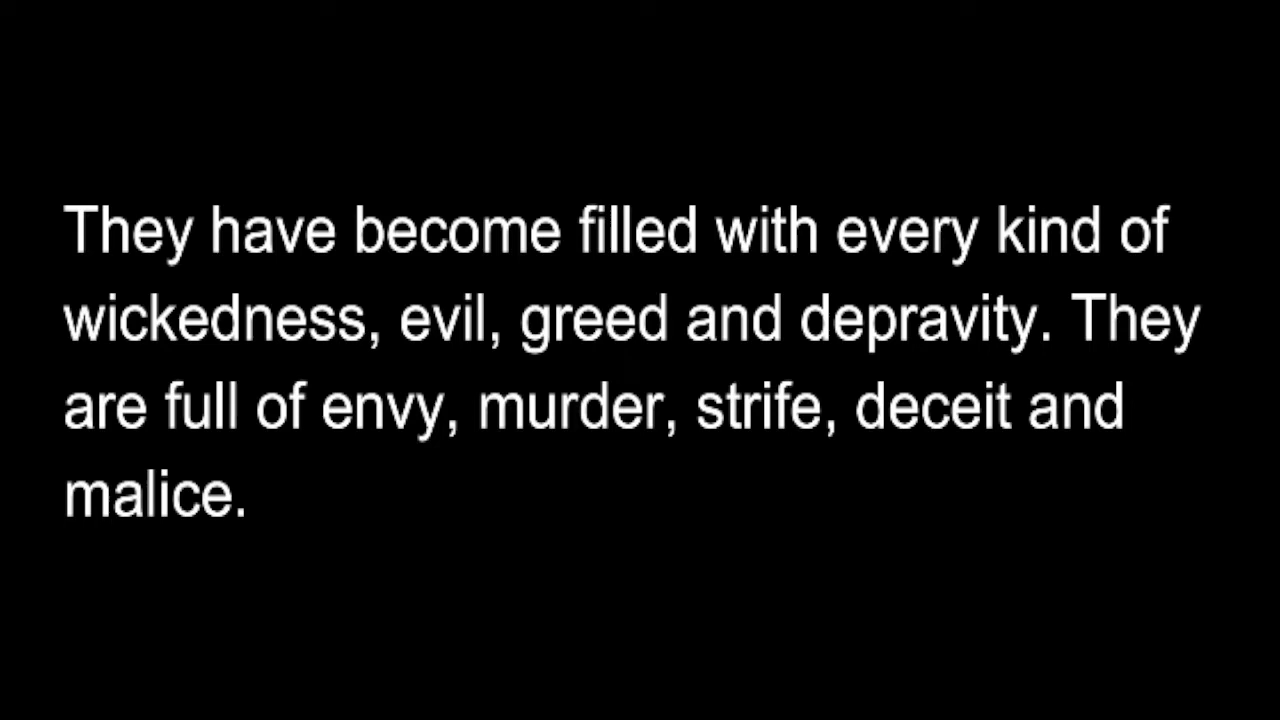 They have become filled with every kind of
wickedness, evil, greed and depravity. They
are full of envy, murder, strife, deceit and
malice.